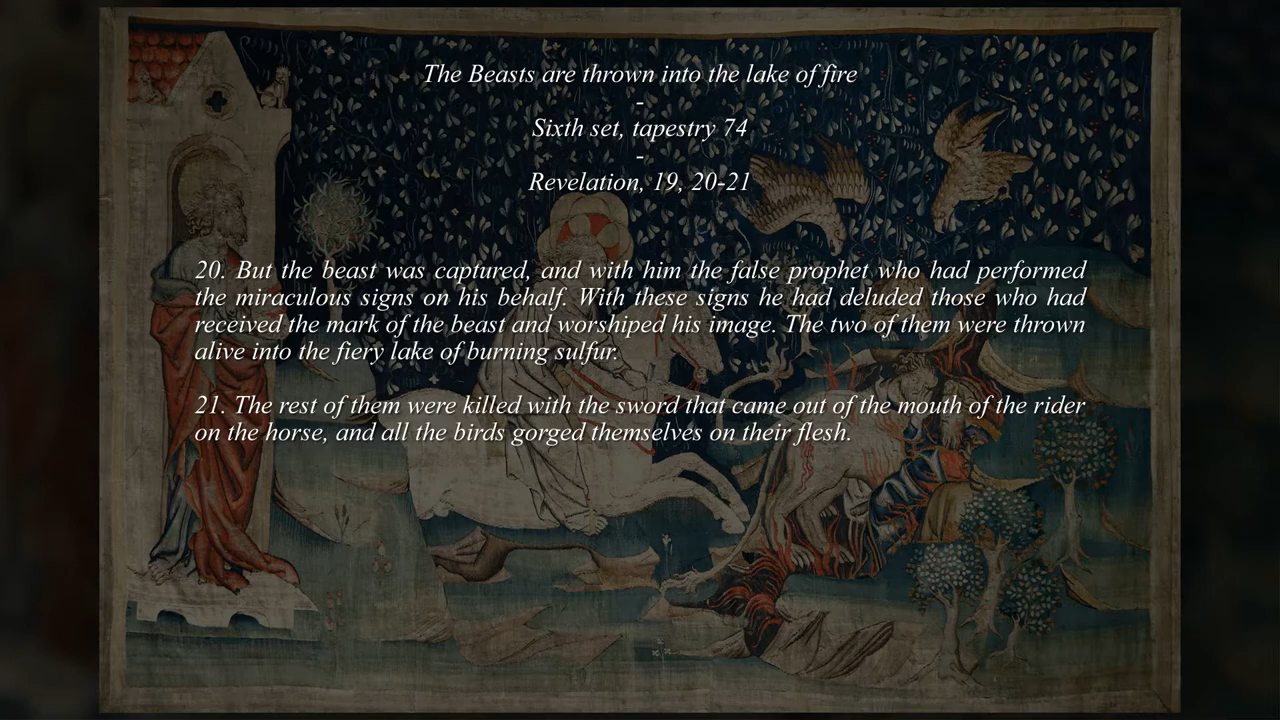 The Beasts are thrown into the lake of fire
-
Sixth set, tapestry 74
-
Revelation, 19, 20-21
20. But the beast was captured, and with him the false prophet who had performed
the miraculous signs on his behalf. With these signs he had deluded those who had
received the mark of the beast and worshiped his image. The two of them were thrown
alive into the fiery lake of burning sulfur.
21. The rest of them were killed with the sword that came out of the mouth of the rider
on the horse, and all the birds gorged themselves on their flesh.